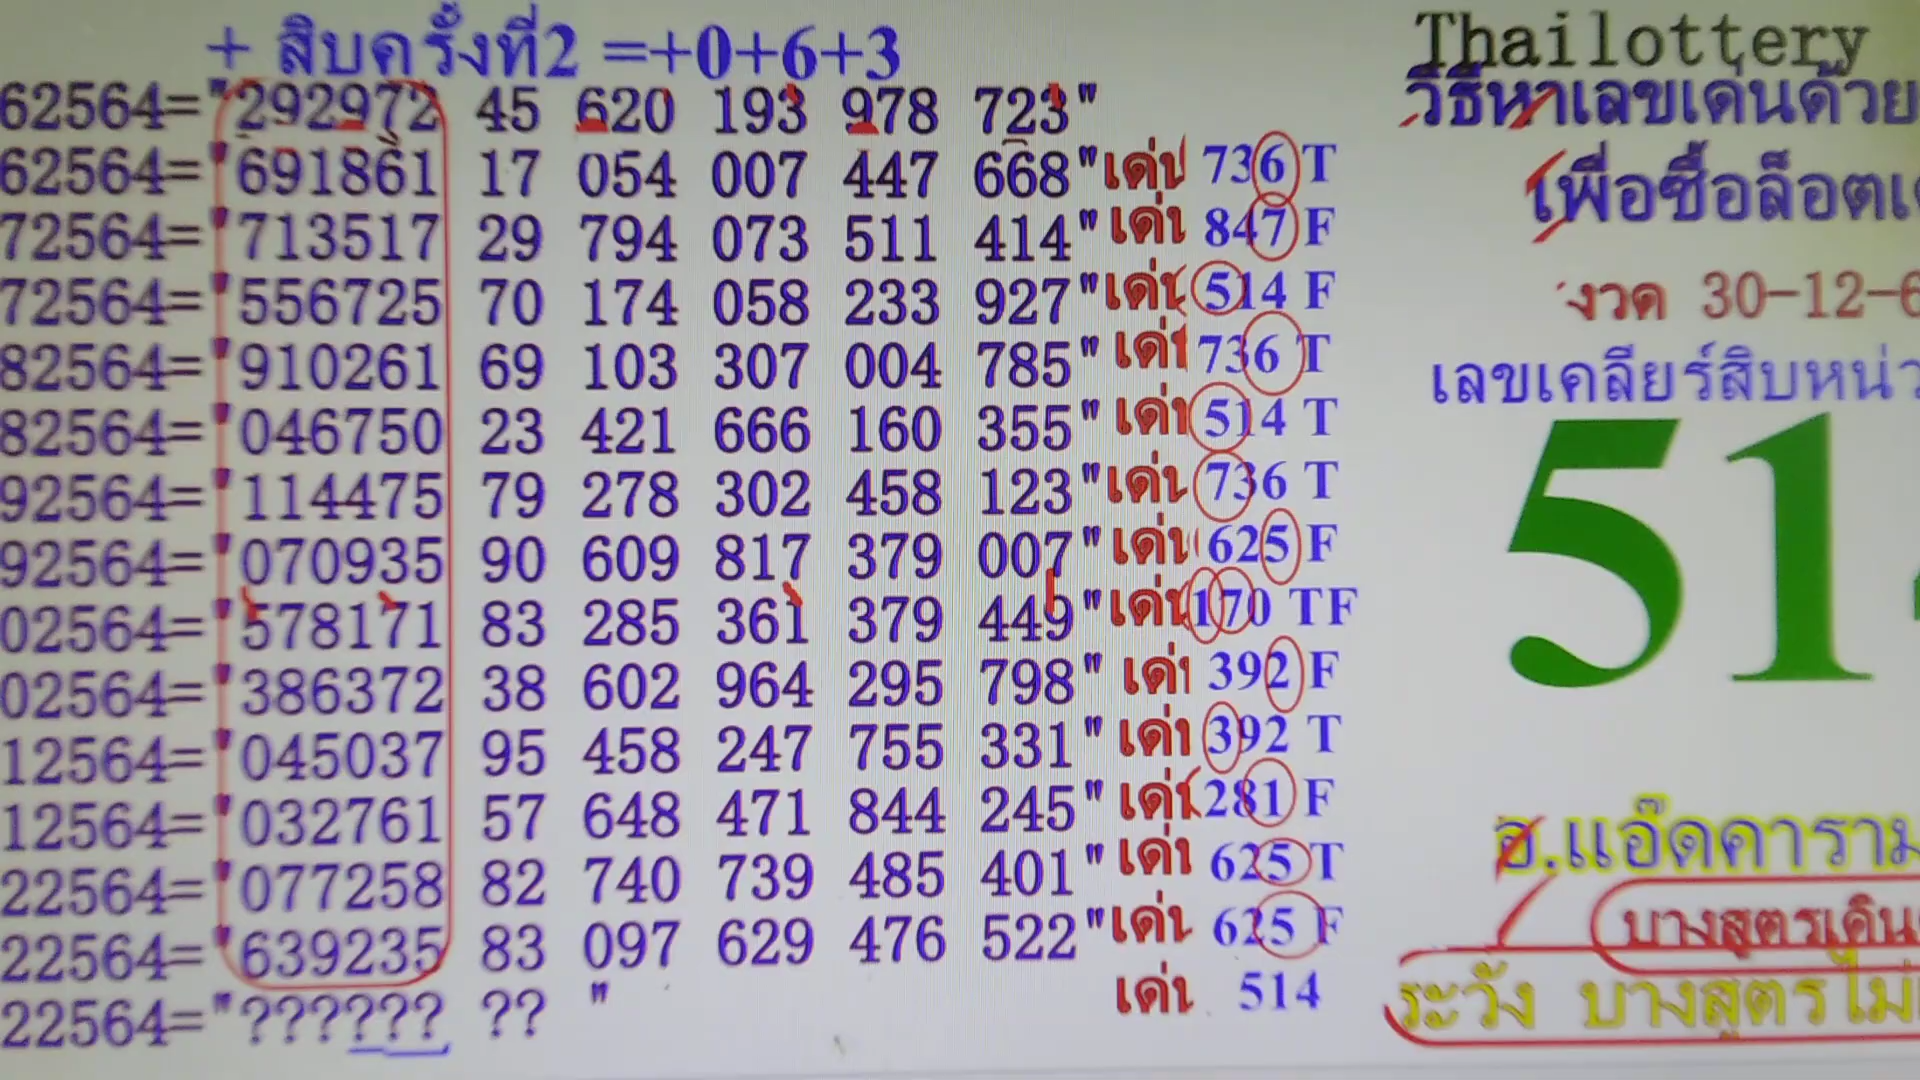 + สิบครั้งที่2 =+0+6+3
62564="292972 45 620 193 978 723"
62564="691861 17 054 007 447 668"เด่น 736 T
72564="713517 29 794 073 511 414"เด่น 847 F
72564="556725 70 174 058 233 927"เด่น 514 F
82564="910261 69 103 307 004 785" เด่น 736 T
82564="046750 23 421 666 160 355" เด่น 514 T
92564="114475 79 278 302 458 123"เด่น 736 T
92564="070935 90 609 817 379 007" เด่น 625 F
02564="578171 83 285 361 379 449"เด่น 170 TF
02564="386372 38 602 964 295 798" เด่น 392 F
12564="045037 95 458 247 755 331" เด่น 392 T
12564="032761 57 648 471 844 245" เด่น 281 F
22564="077258 82 740 739 485 401" เด่น 625 T
22564="639235 83 097 629 476 522"เด่น 625 F
22564="?????? ?? " เด่น 514
Thailottery
วิธีหาเลขเด่นด้วย
เพื่อซื้อล็อตเ
งวด 30-12-6
เลขเคลียร์สิบหน่ว
51
อ.แอ๊ดคาราม
บางสูตรเดิน
ระวัง บางสูตรไม่